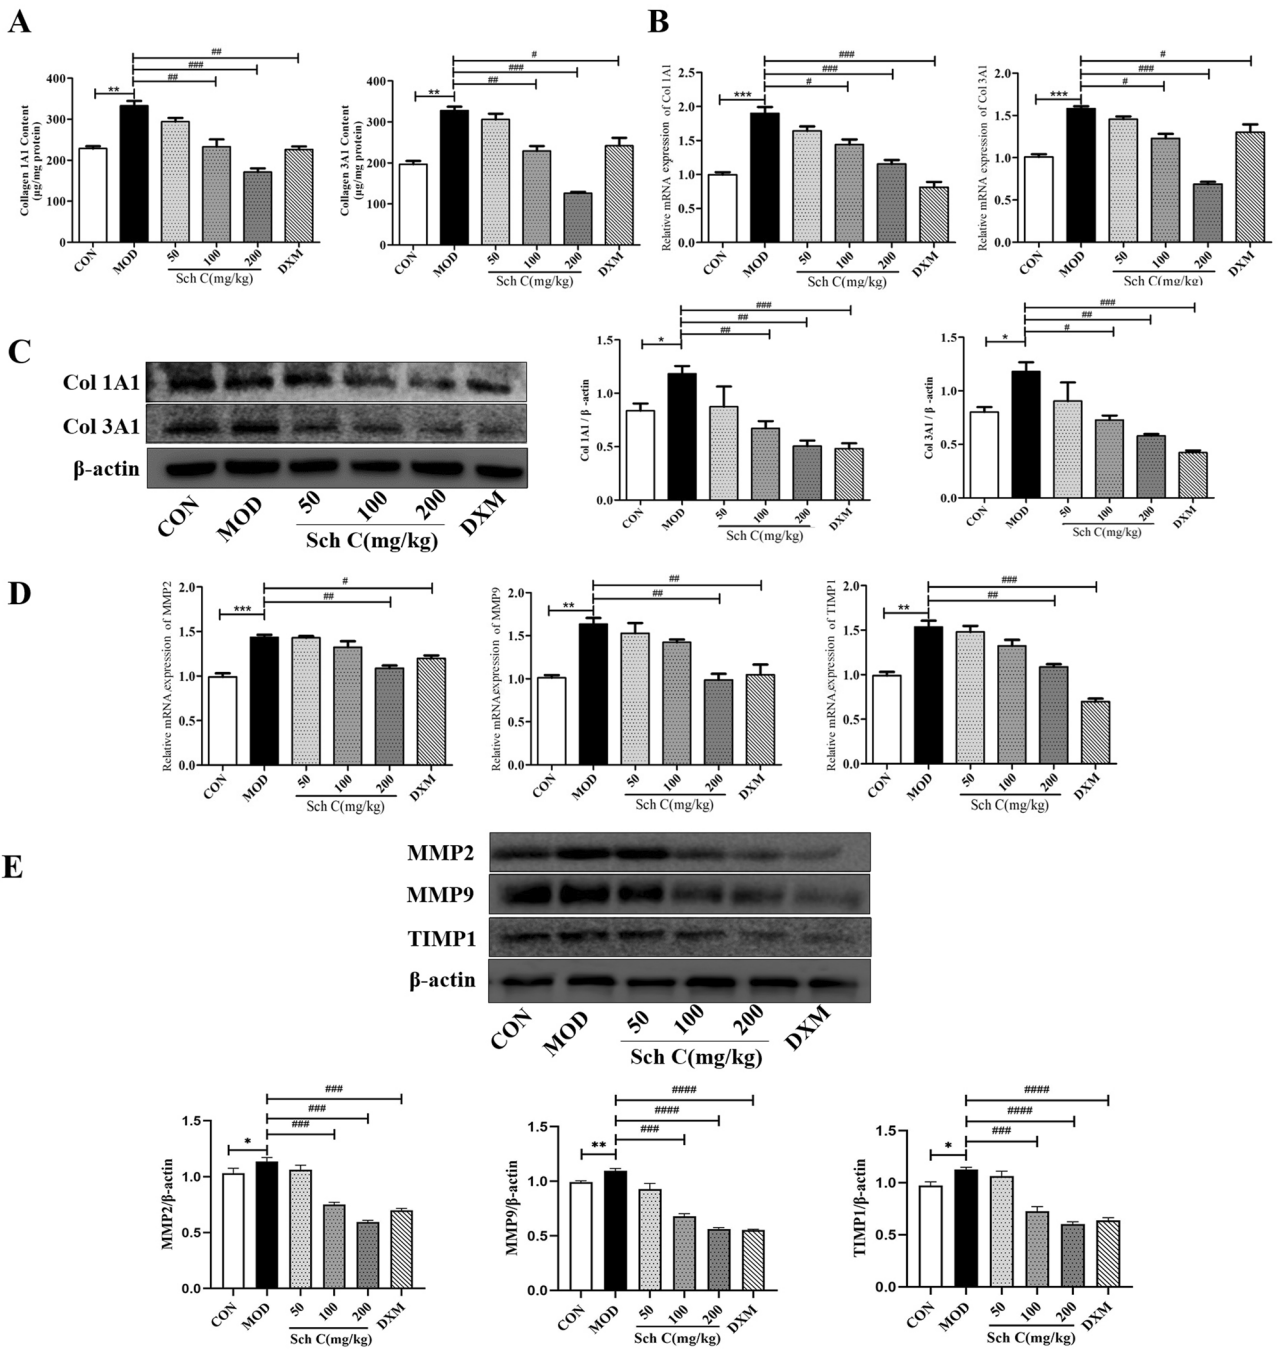 A
Collagen 1A1 Content
(µg/mg protein)
400
300
200
100
0
**
##
###
##
CON
MOD
50
100
200
DXM
Sch C(mg/kg)
Collagen 3A1 Content
(µg/mg protein)
400
300
200
100
0
**
#
###
##
CON
MOD
50
100
200
DXM
Sch C(mg/kg)
B
Relative mRNA expression of Col 1A1
2.5
2.0
1.5
1.0
0.5
0.0
***
###
###
#
CON
MOD
50
100
200
DXM
Sch C(mg/kg)
Relative mRNA expression of Col 3A1
2.0
1.5
1.0
0.5
0.0
***
#
###
#
CON
MOD
50
100
200
DXM
Sch C(mg/kg)
C
Col 1A1
Col 3A1
β-actin
CON
MOD
50
100
200
DXM
Sch C(mg/kg)
Col 1A1 / β -actin
1.5
1.0
0.5
0.0
*
###
##
##
CON
MOD
50
100
200
DXM
Sch C(mg/kg)
Col 3A1 / β -actin
1.5
1.0
0.5
0.0
*
###
##
#
CON
MOD
50
100
200
DXM
Sch C(mg/kg)
D
Relative mRNA expression of MMP2
2.0
1.5
1.0
0.5
0.0
***
#
##
CON
MOD
50
100
200
DXM
Sch C(mg/kg)
Relative mRNA expression of MMP9
2.0
1.5
1.0
0.5
0.0
**
##
##
CON
MOD
50
100
200
DXM
Sch C(mg/kg)
Relative mRNA expression of TIMP1
2.0
1.5
1.0
0.5
0.0
**
###
##
CON
MOD
50
100
200
DXM
Sch C(mg/kg)
E
MMP2
MMP9
TIMP1
β-actin
CON
MOD
50
100
200
DXM
Sch C(mg/kg)
MMP2/β-actin
1.5
1.0
0.5
0.0
*
###
###
###
CON
MOD
50
100
200
DXM
Sch C(mg/kg)
MMP9/β-actin
1.5
1.0
0.5
0.0
**
####
####
###
CON
MOD
50
100
200
DXM
Sch C(mg/kg)
TIMP1/β-actin
1.5
1.0
0.5
0.0
*
####
####
###
CON
MOD
50
100
200
DXM
Sch C(mg/kg)